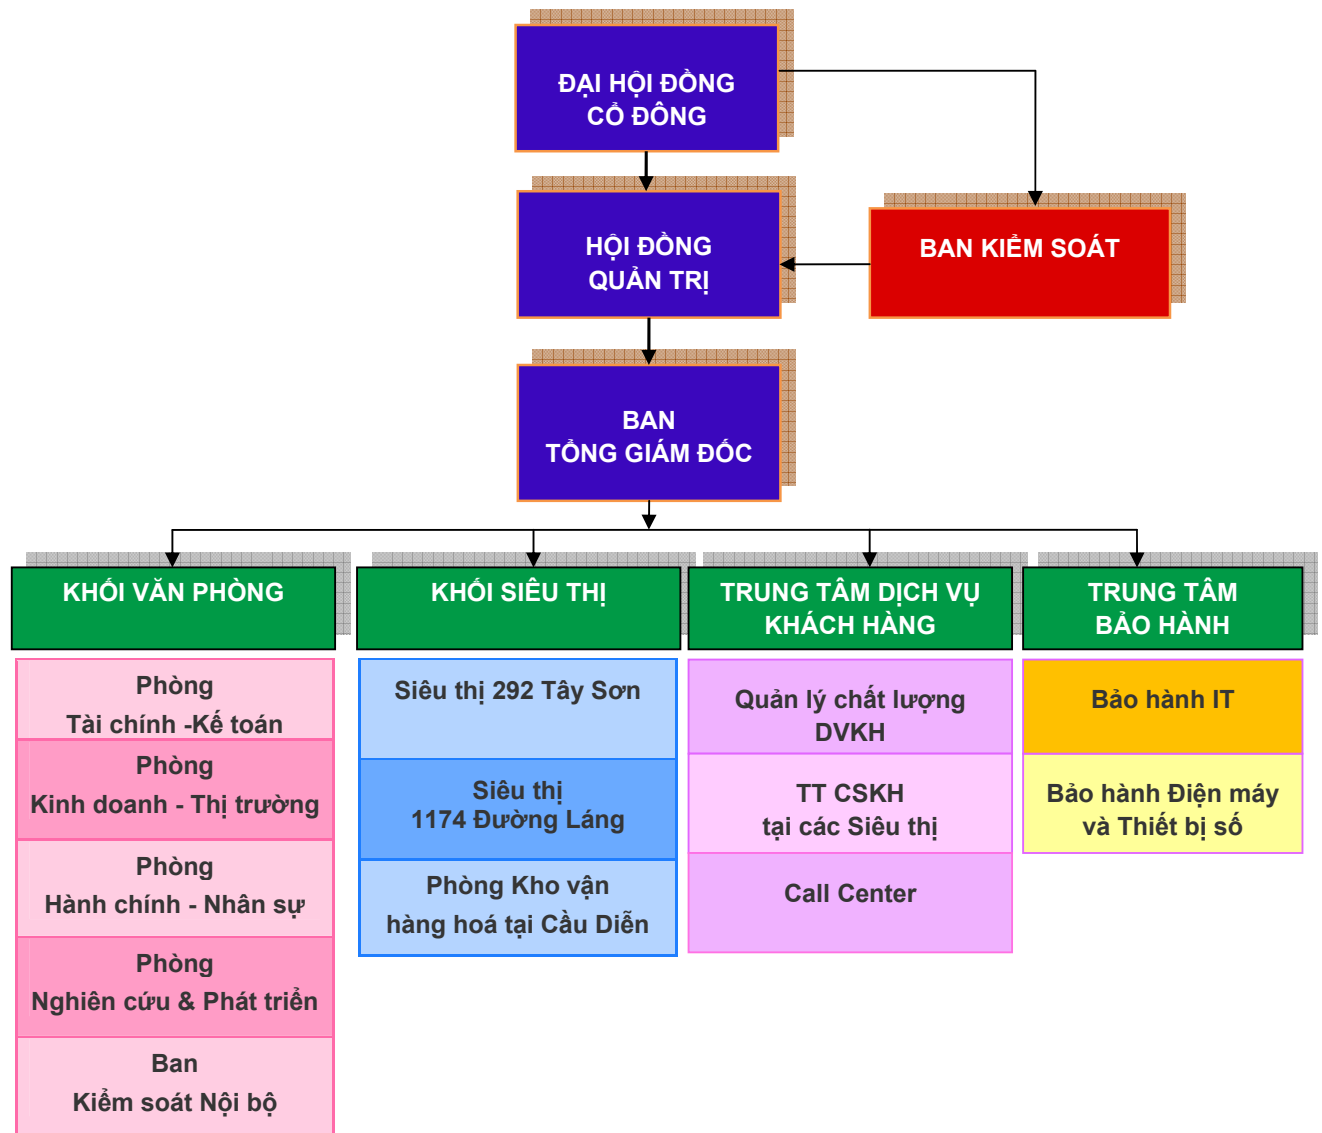 ĐẠI HỘI ĐỒNG
CỔ ĐÔNG
HỘI ĐỒNG
QUẢN TRỊ
BAN KIỂM SOÁT
BAN
TỔNG GIÁM ĐỐC
KHỐI VĂN PHÒNG
Phòng
Tài chính -Kế toán
Phòng
Kinh doanh - Thị trường
Phòng
Hành chính - Nhân sự
Phòng
Nghiên cứu & Phát triển
Ban
Kiểm soát Nội bộ
KHỐI SIÊU THỊ
Siêu thị 292 Tây Sơn
Siêu thị
1174 Đường Láng
Phòng Kho vận
hàng hoá tại Cầu Diễn
TRUNG TÂM DỊCH VỤ
KHÁCH HÀNG
Quản lý chất lượng
DVKH
TT CSKH
tại các Siêu thị
Call Center
TRUNG TÂM
BẢO HÀNH
Bảo hành IT
Bảo hành Điện máy
và Thiết bị số